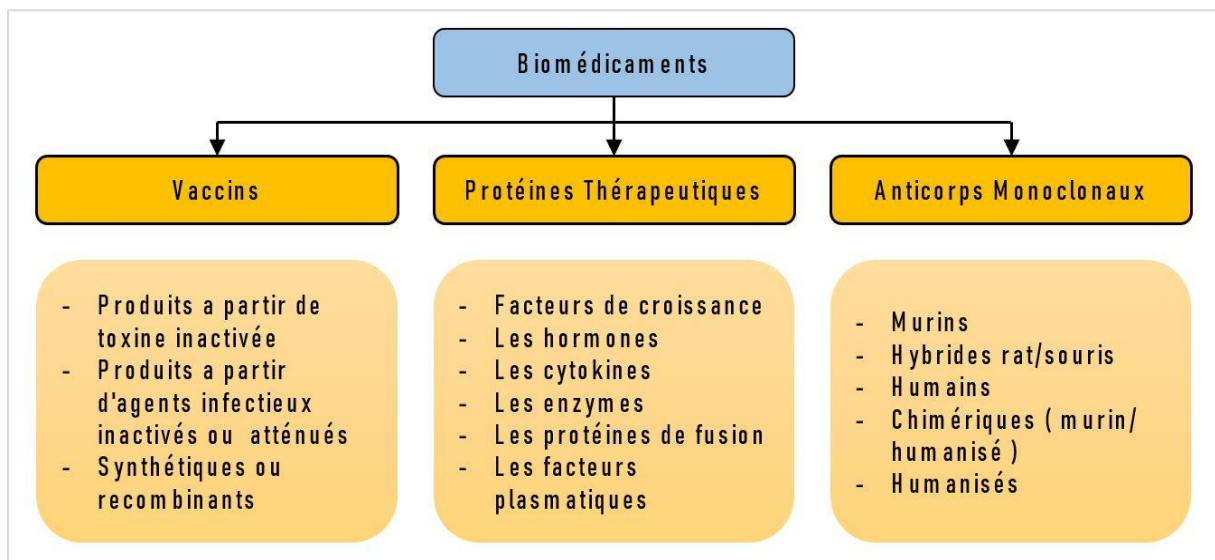 Biomédicaments
Vaccins
Protéines Thérapeutiques
Anticorps Monoclonaux
- Produits a partir de
toxine inactivée
- Produits a partir
d'agents infectieux
inactivés ou atténués
- Synthétiques ou
recombinants
- Facteurs de croissance
- Les hormones
- Les cytokines
- Les enzymes
- Les protéines de fusion
- Les facteurs
plasmatiques
- Murins
- Hybrides rat/souris
- Humains
- Chimériques ( murin/
humanisé )
- Humanisés